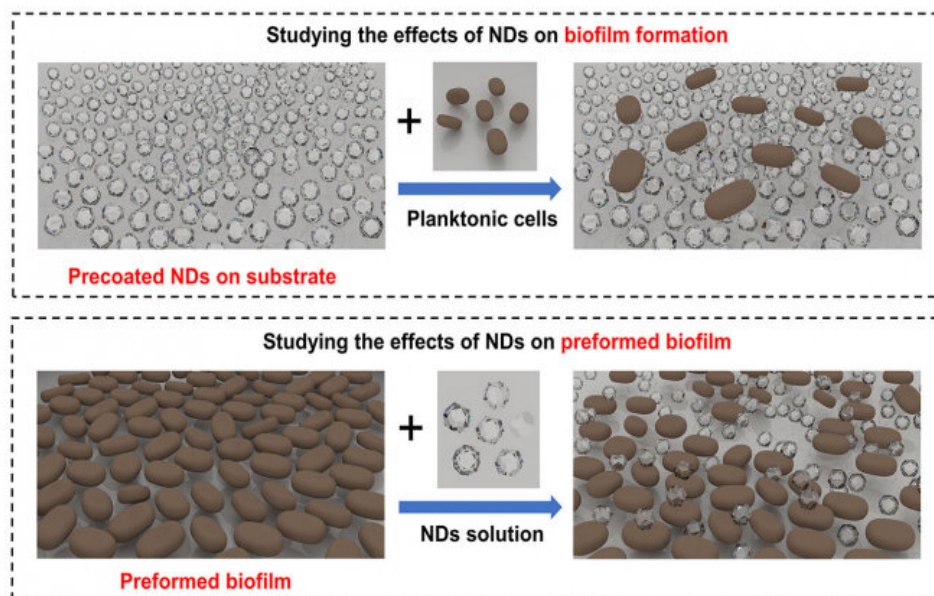 Studying the effects of NDs on biofilm formation
+
Planktonic cells
Precoated NDs on substrate
Studying the effects of NDs on preformed biofilm
+
NDs solution
Preformed biofilm